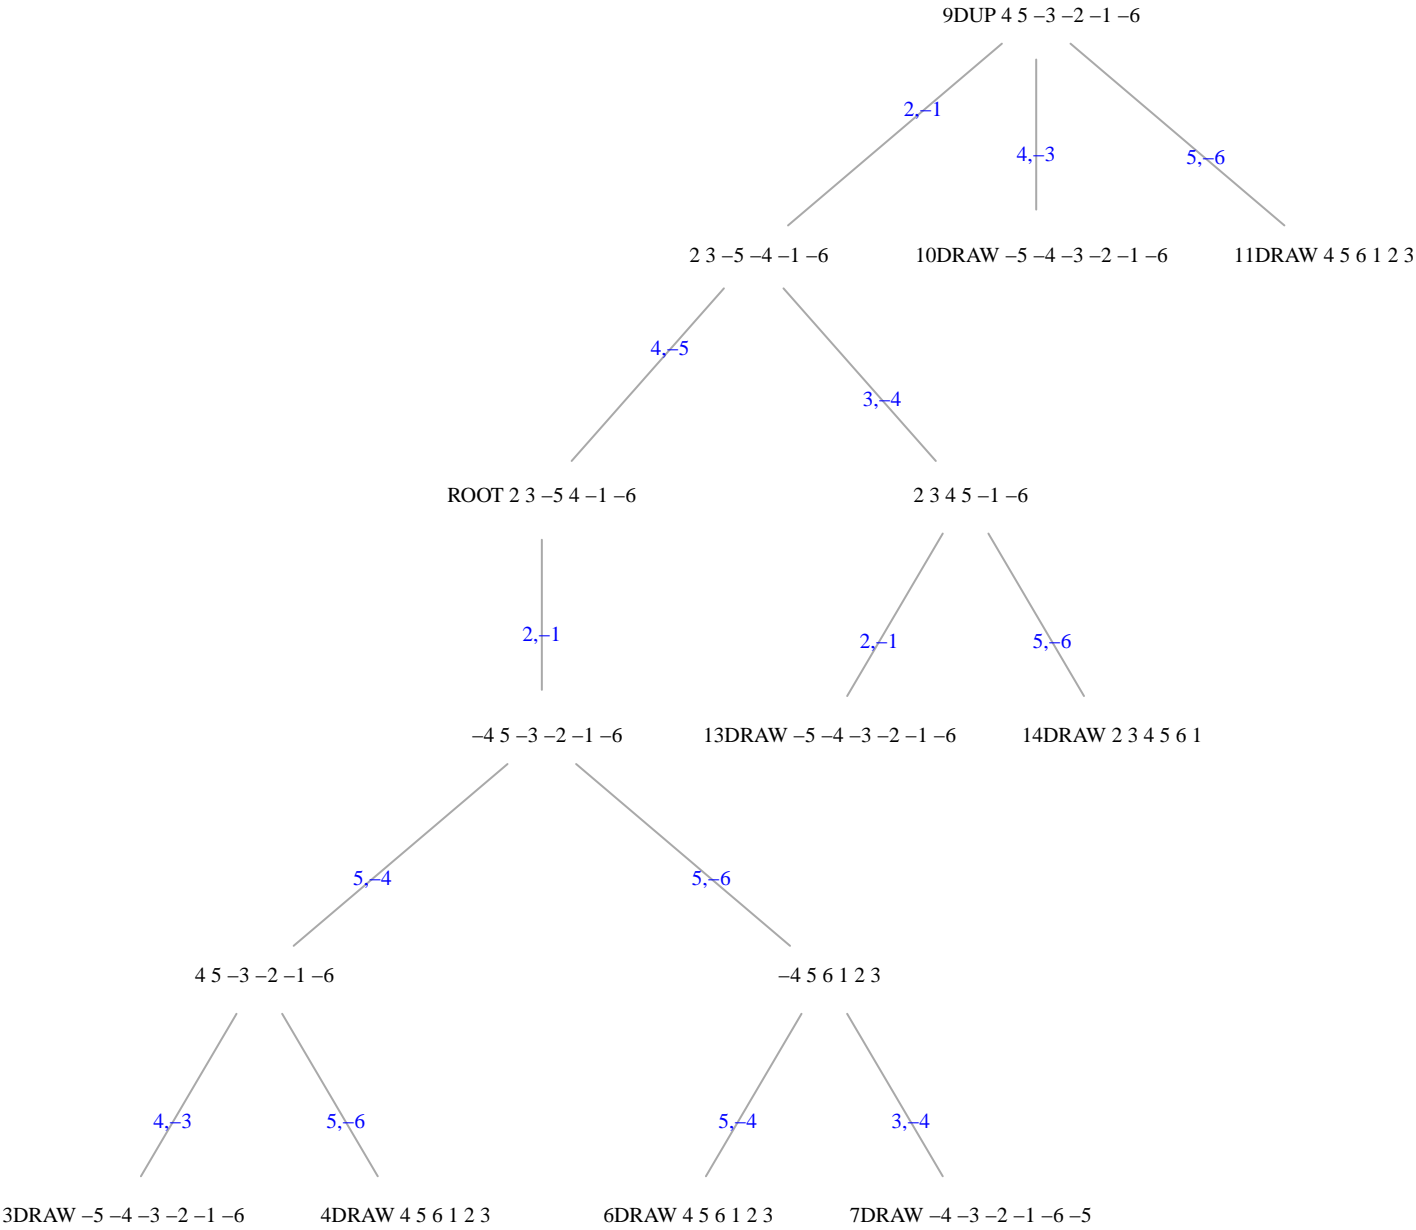 9DUP 4 5 –3 –2 –1 –6
2,–1
4,–3
5,–6
2 3 –5 –4 –1 –6
10DRAW –5 –4 –3 –2 –1 –6
11DRAW 4 5 6 1 2 3
4,–5
3,–4
ROOT 2 3 –5 4 –1 –6
2 3 4 5 –1 –6
2,–1
2,–1
5,–6
–4 5 –3 –2 –1 –6
13DRAW –5 –4 –3 –2 –1 –6
14DRAW 2 3 4 5 6 1
5,–4
5,–6
4 5 –3 –2 –1 –6
–4 5 6 1 2 3
4,–3
5,–6
5,–4
3,–4
3DRAW –5 –4 –3 –2 –1 –6
4DRAW 4 5 6 1 2 3
6DRAW 4 5 6 1 2 3
7DRAW –4 –3 –2 –1 –6 –5